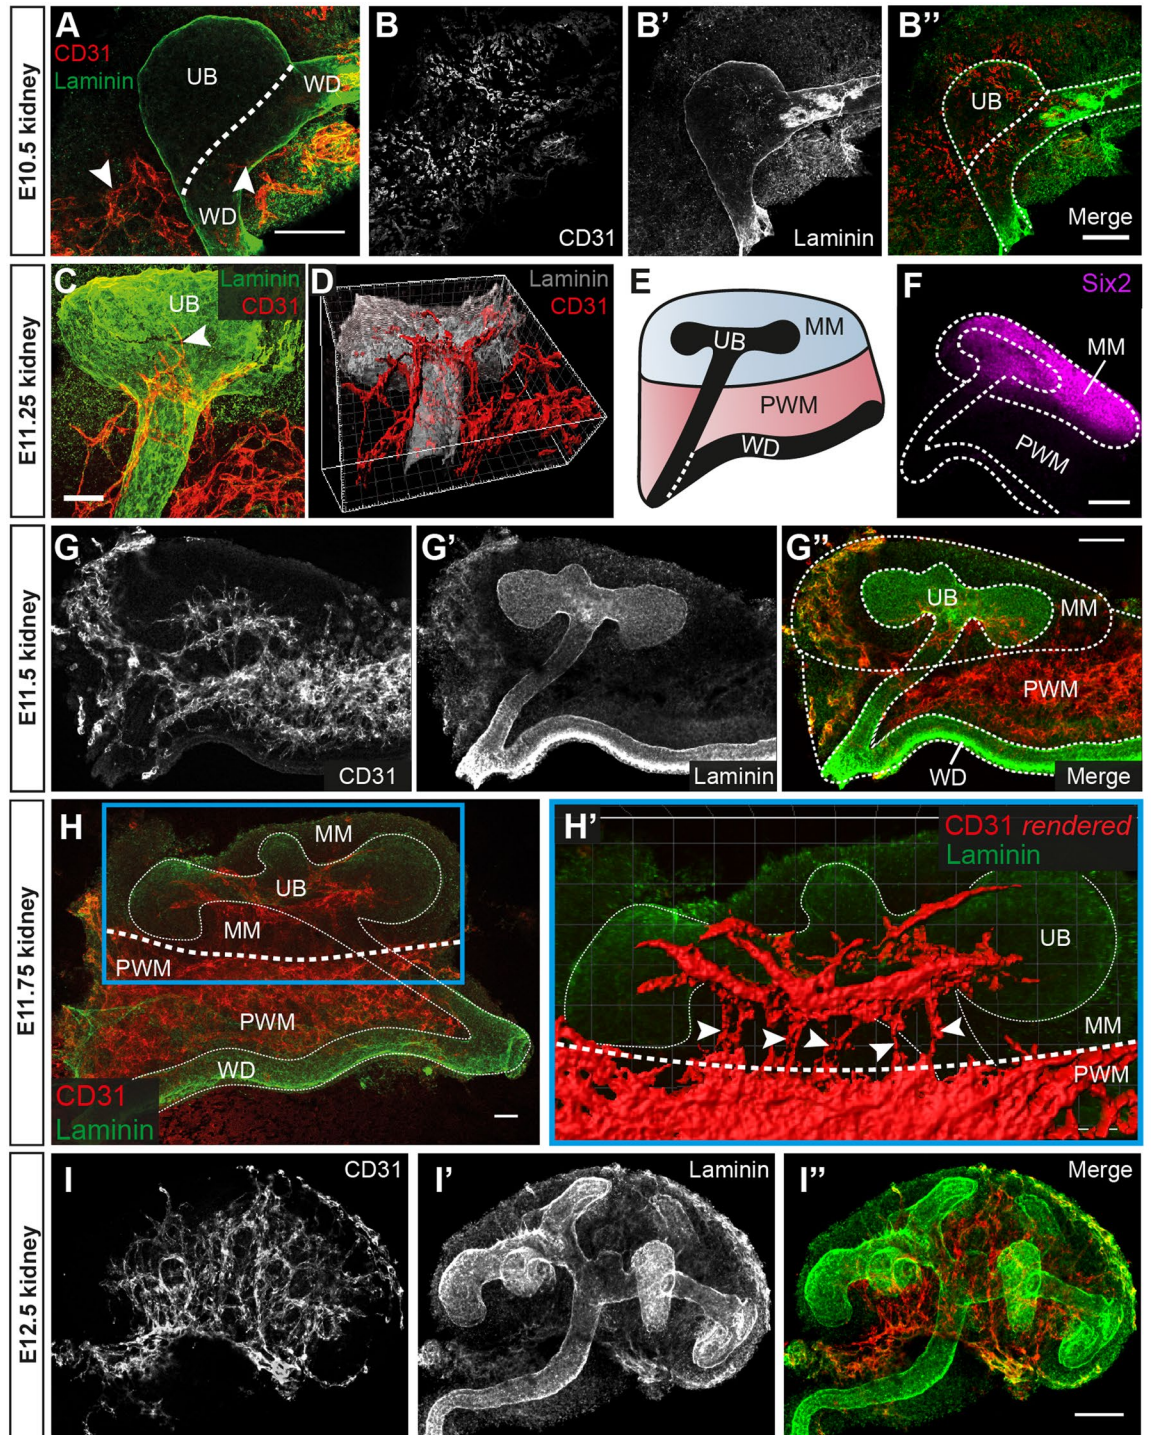 E10.5 kidney
A
CD31
Laminin
UB
WD
WD
B
CD31
B’
Laminin
B”
UB
Merge
E11.25 kidney
C
Laminin
CD31
UB
D
Laminin
CD31
E
UB
MM
PWM
WD
F
Six2
MM
PWM
E11.5 kidney
G
CD31
G’
Laminin
G”
UB
MM
PWM
WD
Merge
E11.75 kidney
H
MM
UB
MM
PWM
PWM
WD
CD31
Laminin
H’
CD31 rendered
Laminin
UB
MM
PWM
E12.5 kidney
I
CD31
I’
Laminin
I”
Merge